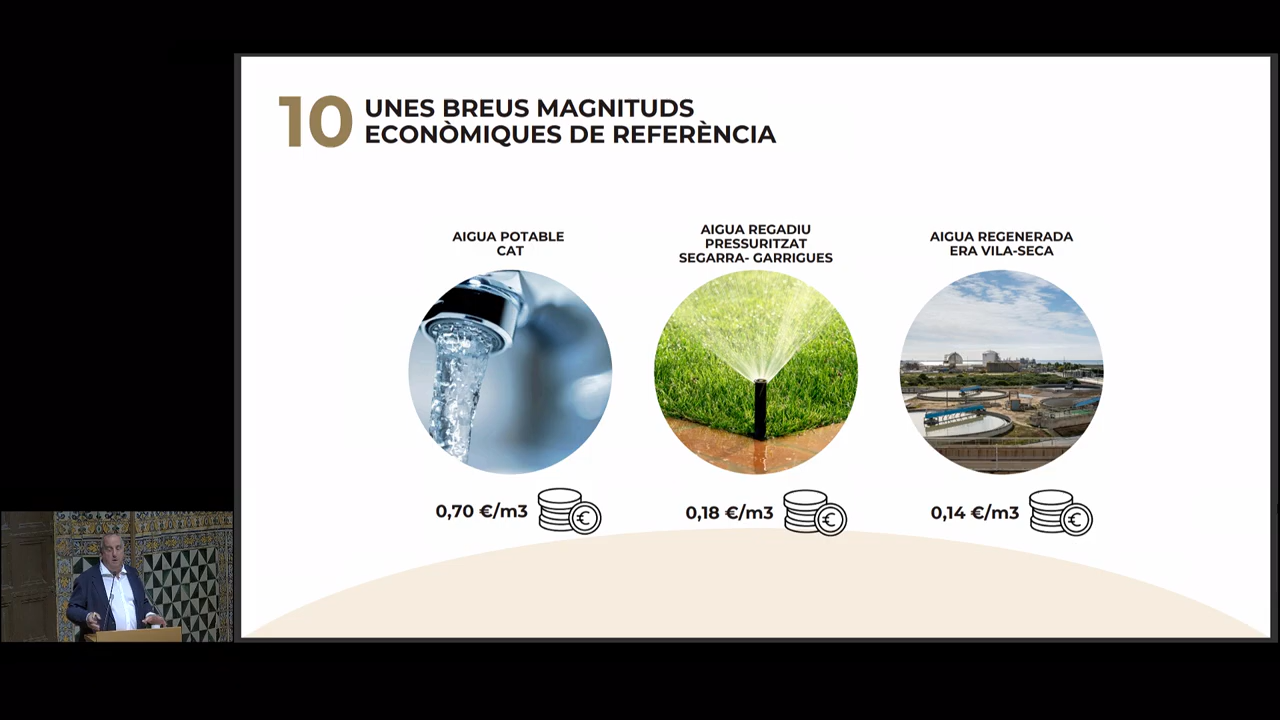 10
UNES BREUS MAGNITUDS
ECONÒMIQUES DE REFERÈNCIA
AIGUA POTABLE
CAT
AIGUA REGADIU
PRESSURITZAT
SEGARRA- GARRIGUES
AIGUA REGENERADA
ERA VILA-SECA
0,70 €/m3
€
0,18 €/m3
€
0,14 €/m3
€